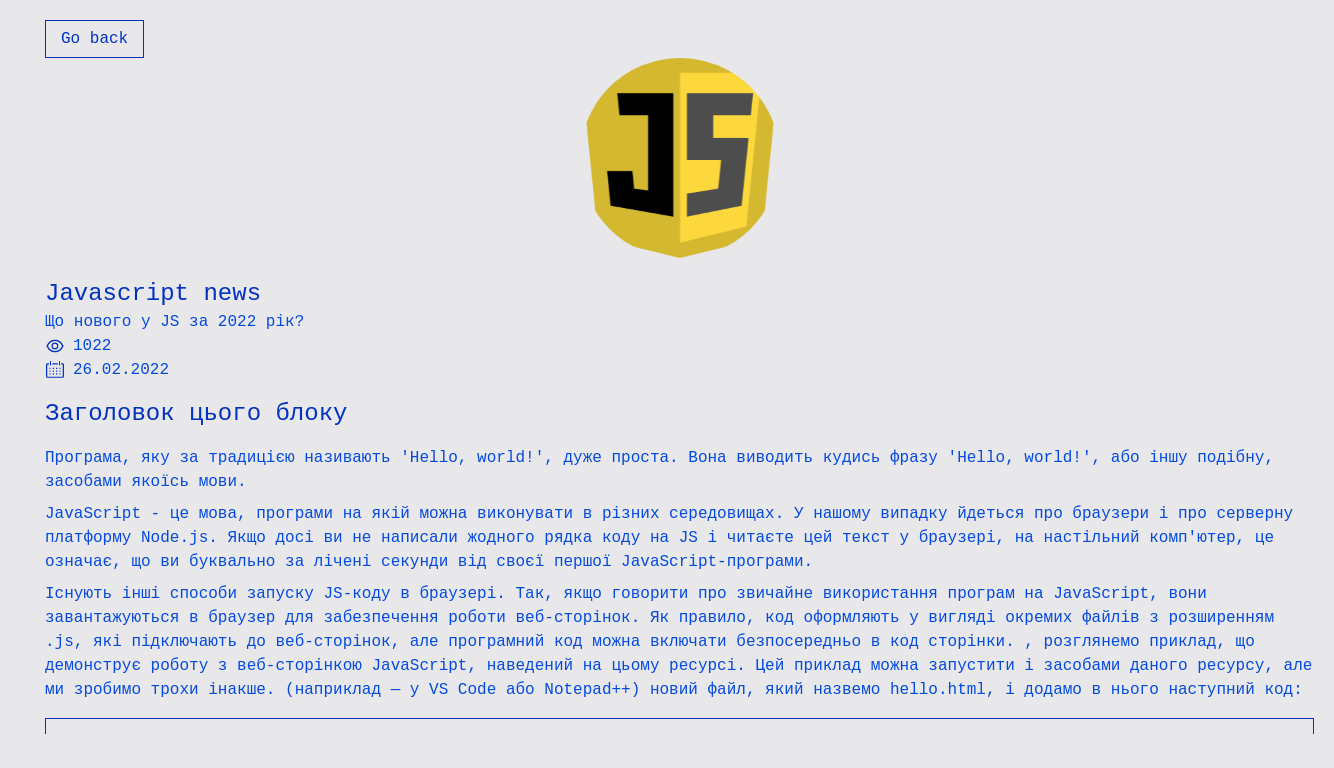 Go back
JS
Javascript news
Що нового у JS за 2022 рік?
1022
26.02.2022
Заголовок цього блоку
Програма, яку за традицією називають 'Hello, world!', дуже проста. Вона виводить кудись фразу 'Hello, world!', або іншу подібну,
засобами якоїсь мови.
JavaScript - це мова, програми на якій можна виконувати в різних середовищах. У нашому випадку йдеться про браузери і про серверну
платформу Node.js. Якщо досі ви не написали жодного рядка коду на JS і читаєте цей текст у браузері, на настільний комп'ютер, це
означає, що ви буквально за лічені секунди від своєї першої JavaScript-програми.
Існують інші способи запуску JS-коду в браузері. Так, якщо говорити про звичайне використання програм на JavaScript, вони
завантажуються в браузер для забезпечення роботи веб-сторінок. Як правило, код оформляють у вигляді окремих файлів з розширенням
.js, які підключають до веб-сторінок, але програмний код можна включати безпосередньо в код сторінки. , розглянемо приклад, що
демонструє роботу з веб-сторінкою JavaScript, наведений на цьому ресурсі. Цей приклад можна запустити і засобами даного ресурсу, але
ми зробимо трохи інакше. (наприклад — у VS Code або Notepad++) новий файл, який назвемо hello.html, і додамо в нього наступний код: